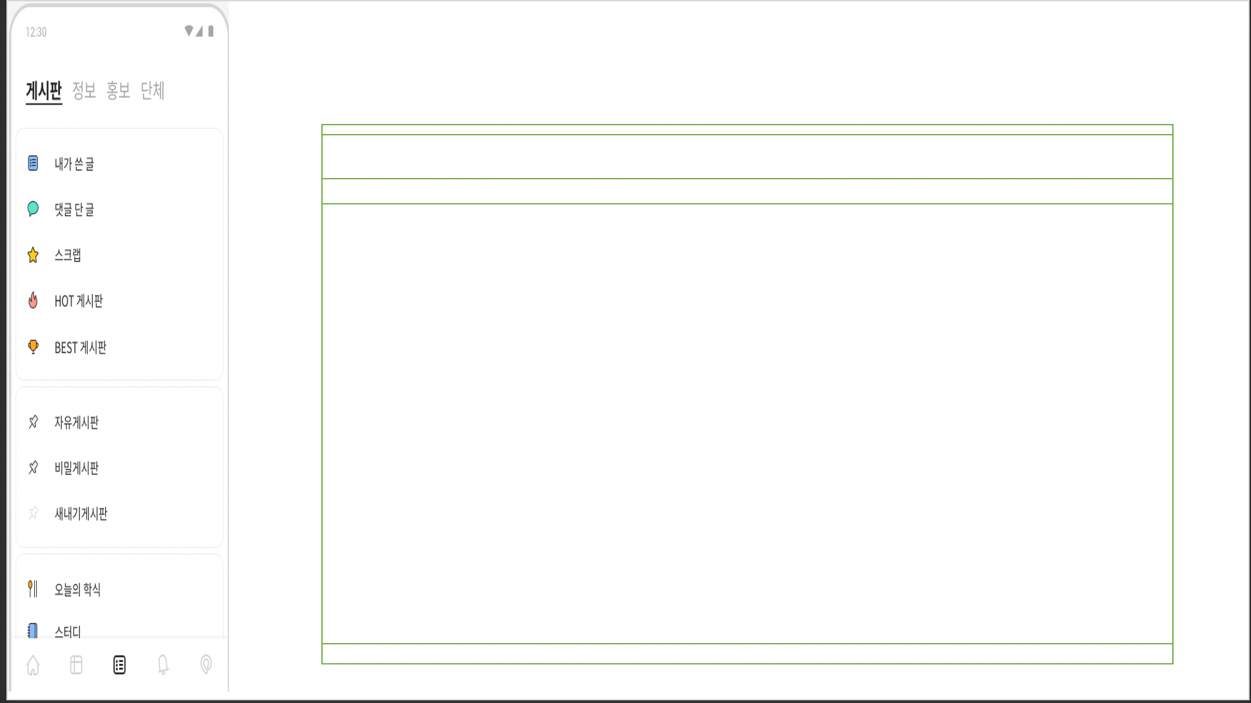 12:30
게시판 정보 홍보 단체
내가 쓴 글
댓글 단 글
스크랩
HOT 게시판
BEST 게시판
자유게시판
비밀게시판
새내기게시판
오늘의 학식
스터디